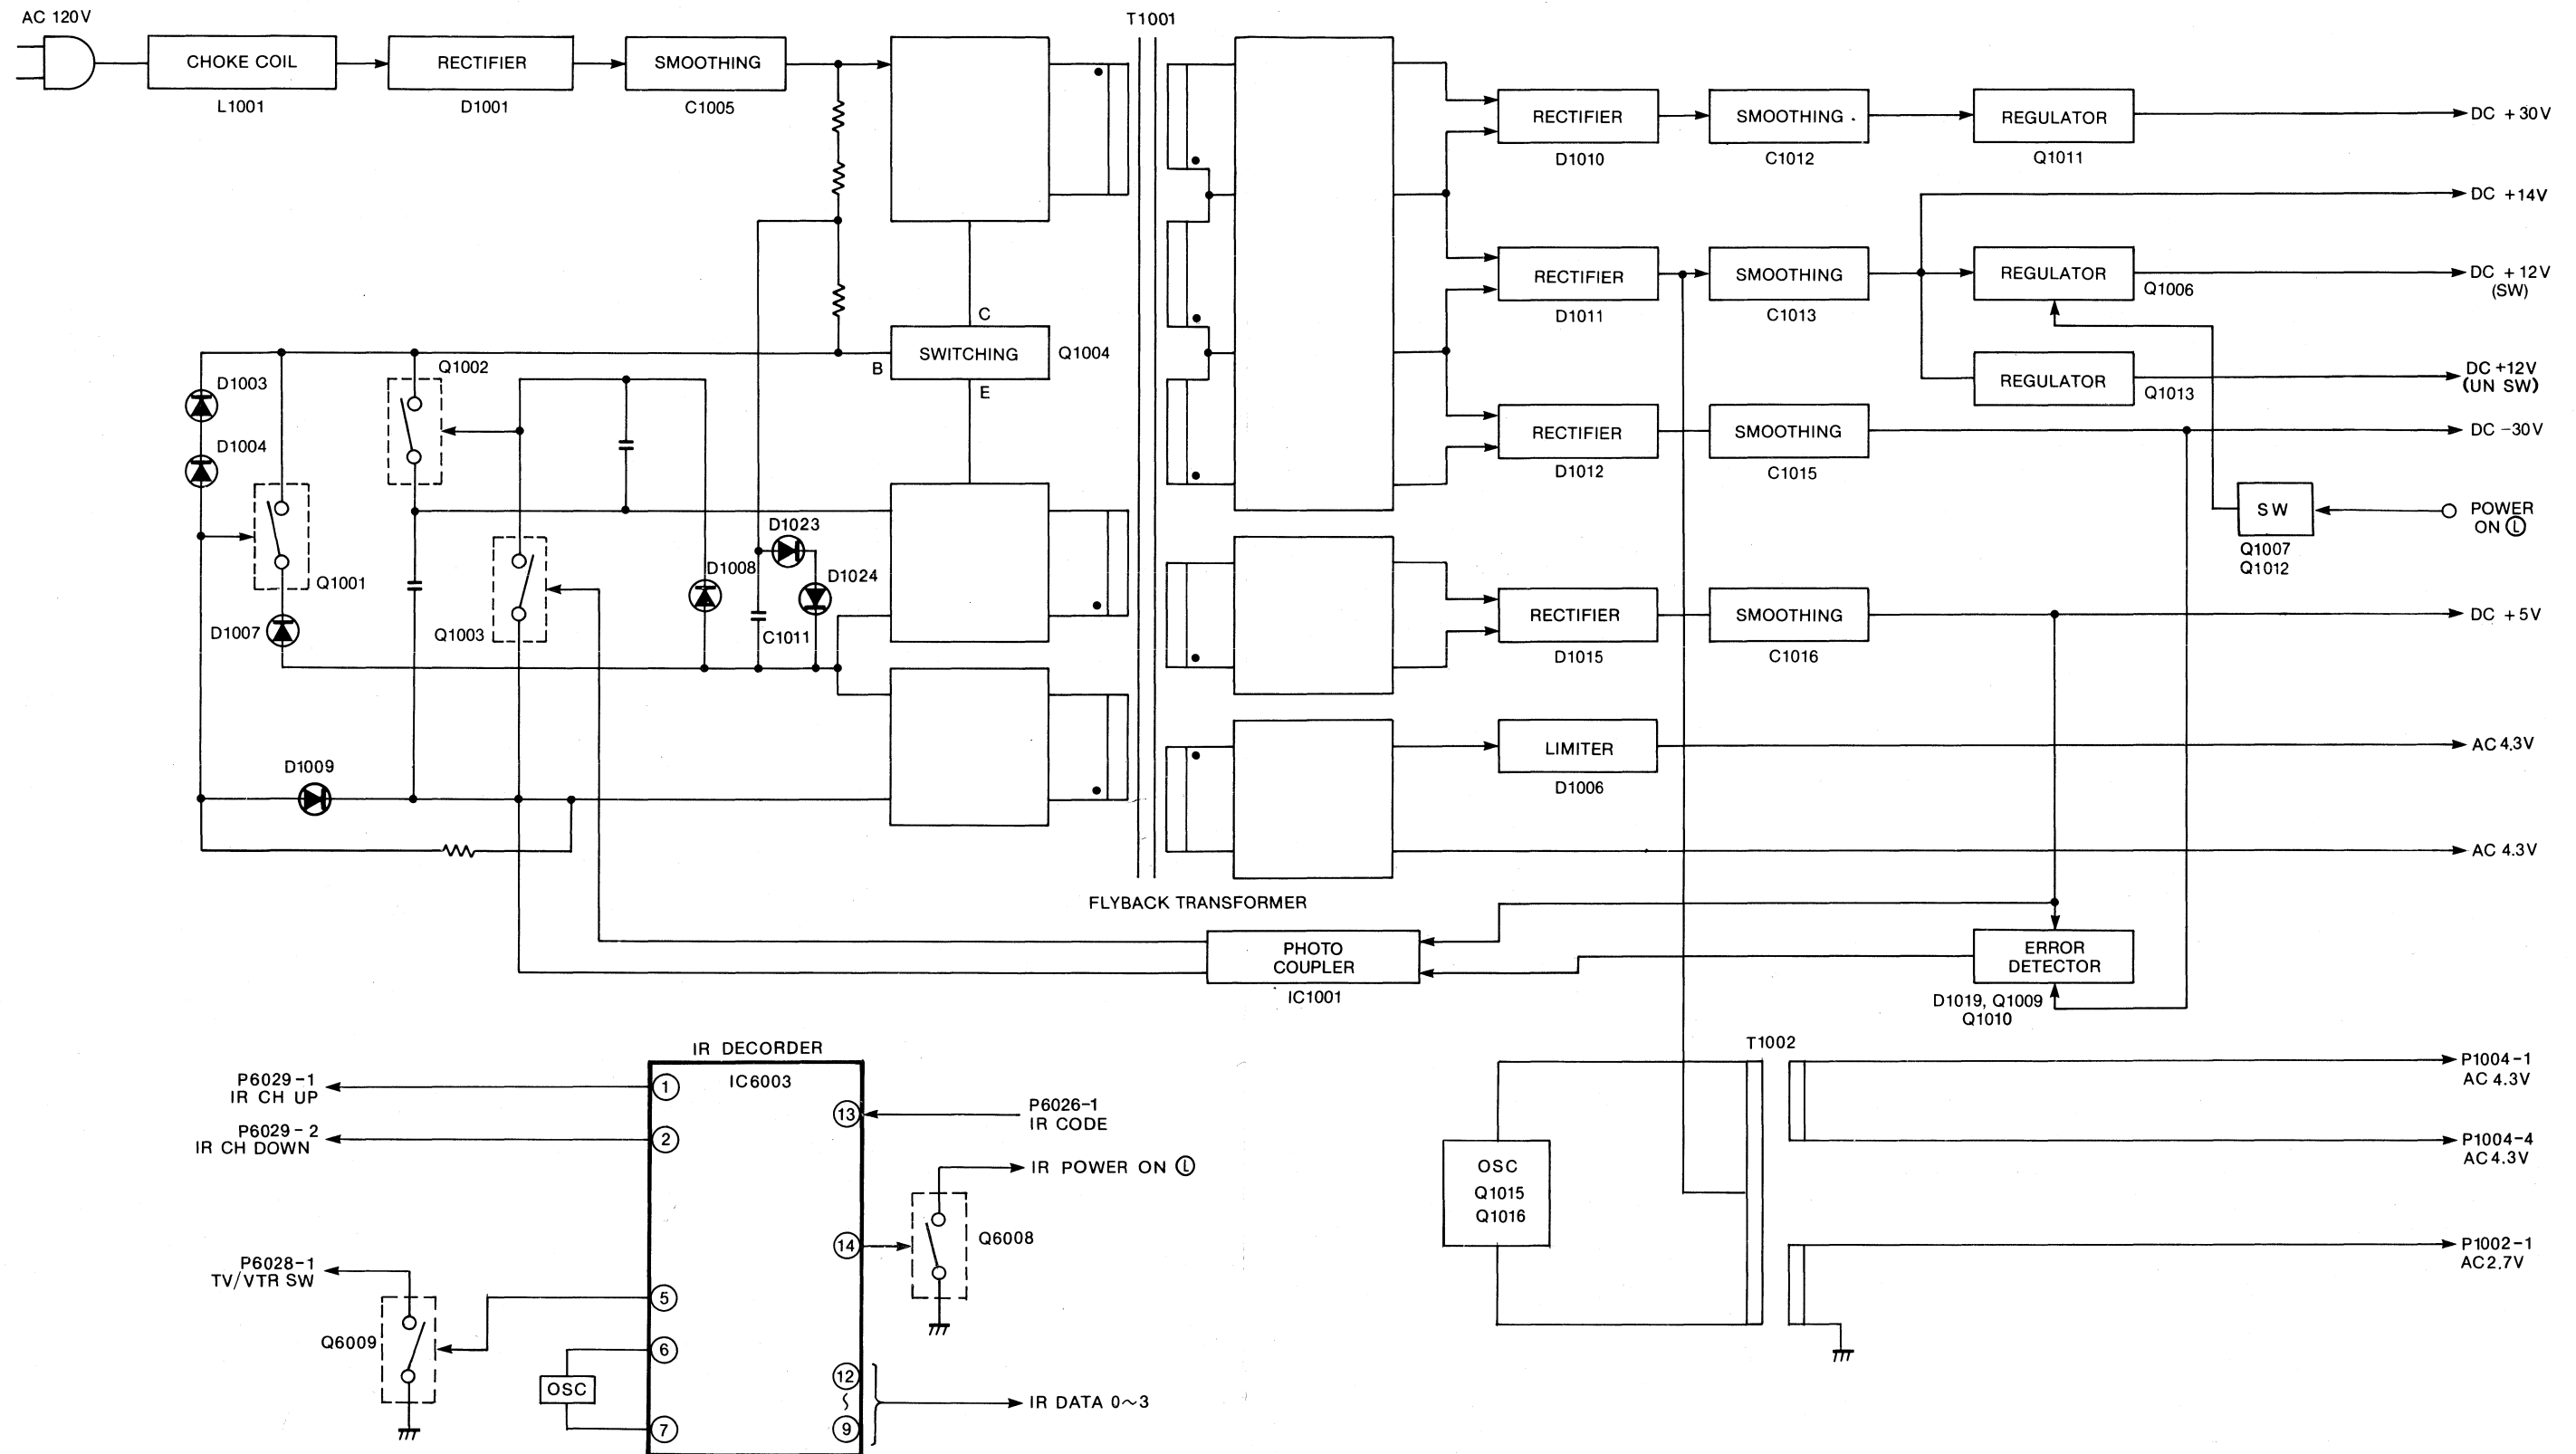 AC 120V
CHOKE COIL
L1001
RECTIFIER
D1001
SMOOTHING
C1005
T1001
RECTIFIER
D1010
SMOOTHING
C1012
REGULATOR
Q1011
DC +30V
DC +14V
RECTIFIER
D1011
SMOOTHING
C1013
REGULATOR
Q1006
DC +12V
(SW)
REGULATOR
Q1013
DC +12V
(UN SW)
RECTIFIER
D1012
SMOOTHING
C1015
DC -30V
SW
Q1007
Q1012
POWER
ON Ⓛ
C
SWITCHING
Q1004
B
E
D1003
D1004
Q1002
Q1001
D1007
Q1003
D1008
D1023
D1024
C1011
D1009
RECTIFIER
D1015
SMOOTHING
C1016
DC +5V
LIMITER
D1006
AC 4.3V
AC 4.3V
FLYBACK TRANSFORMER
PHOTO
COUPLER
IC1001
ERROR
DETECTOR
D1019, Q1009
Q1010
IR DECORDER
IC6003
P6029-1
IR CH UP
①
P6029-2
IR CH DOWN
②
⑬
P6026-1
IR CODE
IR POWER ON Ⓛ
⑭
Q6008
P6028-1
TV/VTR SW
⑤
Q6009
⑥
OSC
⑦
⑫
~
⑨
IR DATA 0~3
T1002
OSC
Q1015
Q1016
P1004-1
AC 4.3V
P1004-4
AC 4.3V
P1002-1
AC 2.7V